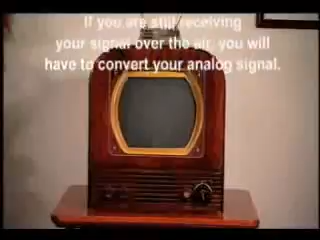 If you are still receiving
your signal over the air, you will
have to convert your analog signal.